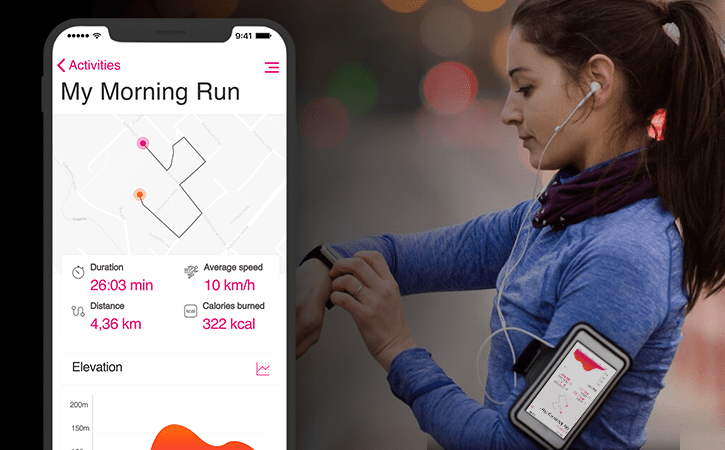 9:41
Activities
My Morning Run
Duration
26:03 min
Average speed
10 km/h
Distance
4,36 km
kcal
Calories burned
322 kcal
Elevation
200m
150m